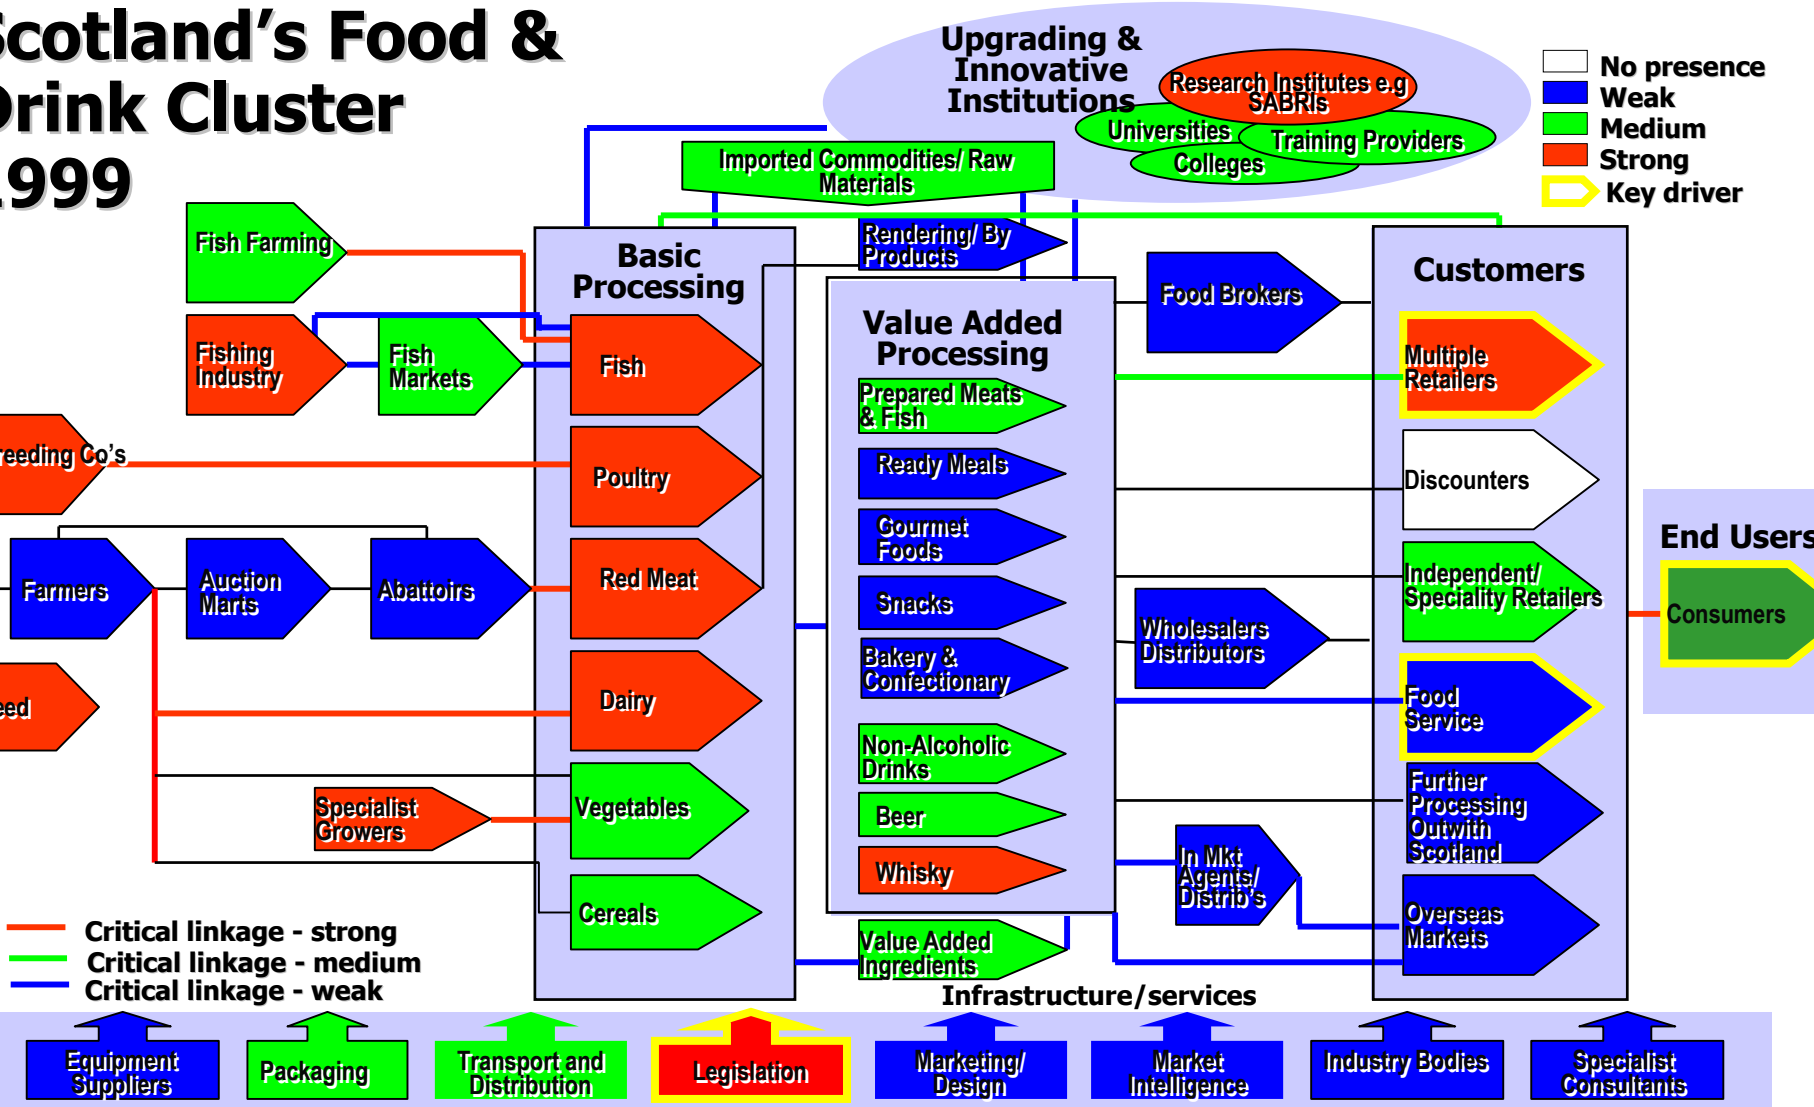 Scotland's Food &
Drink Cluster
1999
Upgrading &
Innovative
Institutions
Research Institutes e.g
SABRIs
Universities
Training Providers
Colleges
No presence
Weak
Medium
Strong
Key driver
Imported Commodities/ Raw
Materials
Fish Farming
Fishing
Industry
Fish
Markets
reeding Co's
Farmers
Auction
Marts
Abattoirs
eed
Specialist
Growers
Basic
Processing
Fish
Poultry
Red Meat
Dairy
Vegetables
Cereals
Rendering/ By
Products
Value Added
Processing
Prepared Meats
& Fish
Ready Meals
Gourmet
Foods
Snacks
Bakery &
Confectionary
Non-Alcoholic
Drinks
Beer
Whisky
Value Added
Ingredients
Food Brokers
Wholesalers
Distributors
In Mkt
Agents/
Distrib's
Customers
Multiple
Retailers
Discounters
Independent/
Speciality Retailers
Food
Service
Further
Processing
Outwith
Scotland
Overseas
Markets
End Users
Consumers
Critical linkage - strong
Critical linkage - medium
Critical linkage - weak
Infrastructure/services
Equipment
Suppliers
Packaging
Transport and
Distribution
Legislation
Marketing/
Design
Market
Intelligence
Industry Bodies
Specialist
Consultants